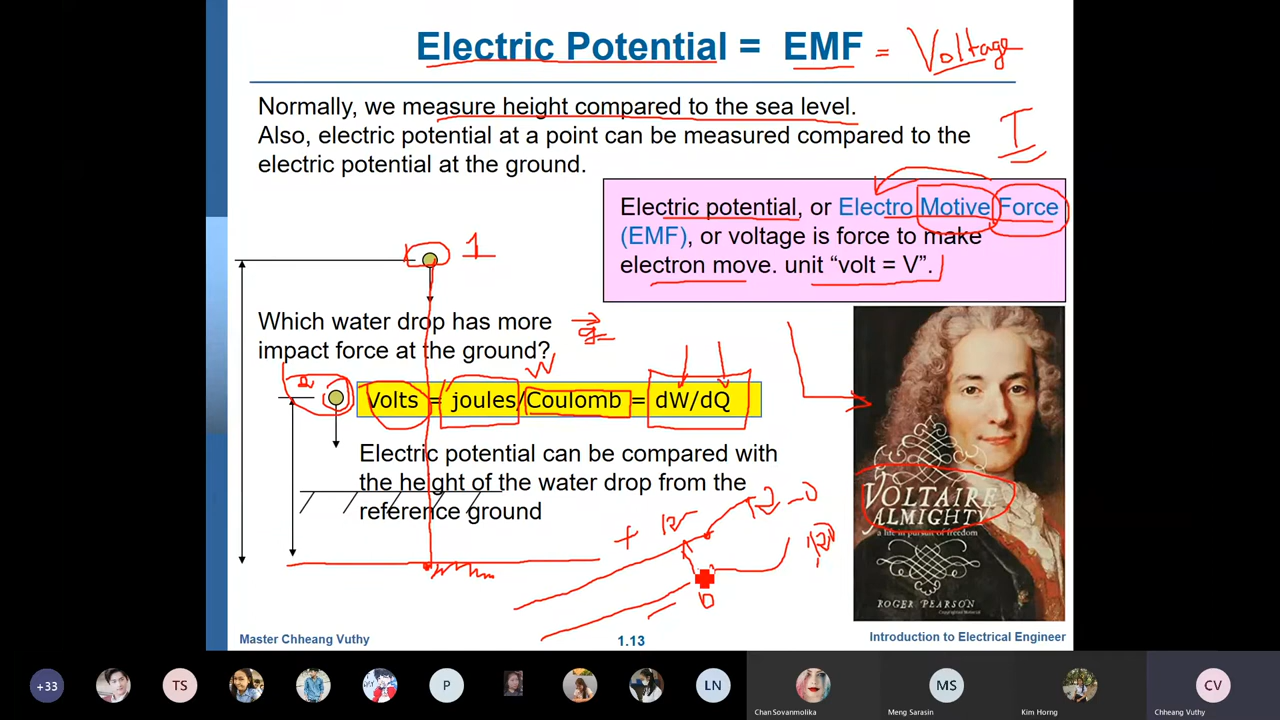 Electric Potential = EMF = Voltage
Normally, we measure height compared to the sea level.
Also, electric potential at a point can be measured compared to the
electric potential at the ground.
I
Electric potential, or Electro Motive Force
(EMF), or voltage is force to make
electron move. unit “volt = V”.
1
Which water drop has more
impact force at the ground?
g
W
Volts = joules/Coulomb = dW/dQ
Electric potential can be compared with
the height of the water drop from the
reference ground
+ 12
12-0
VOLTAIRE
ALMIGHTY
a life in pursuit of freedom
ROGER PEARSON
Master Chheang Vuthy
1.13
Introduction to Electrical Engineer
+33
TS
P
LN
MS
CV
Chan Sovanmolika
Meng Sarasin
Kim Horng
Chheang Vuthy